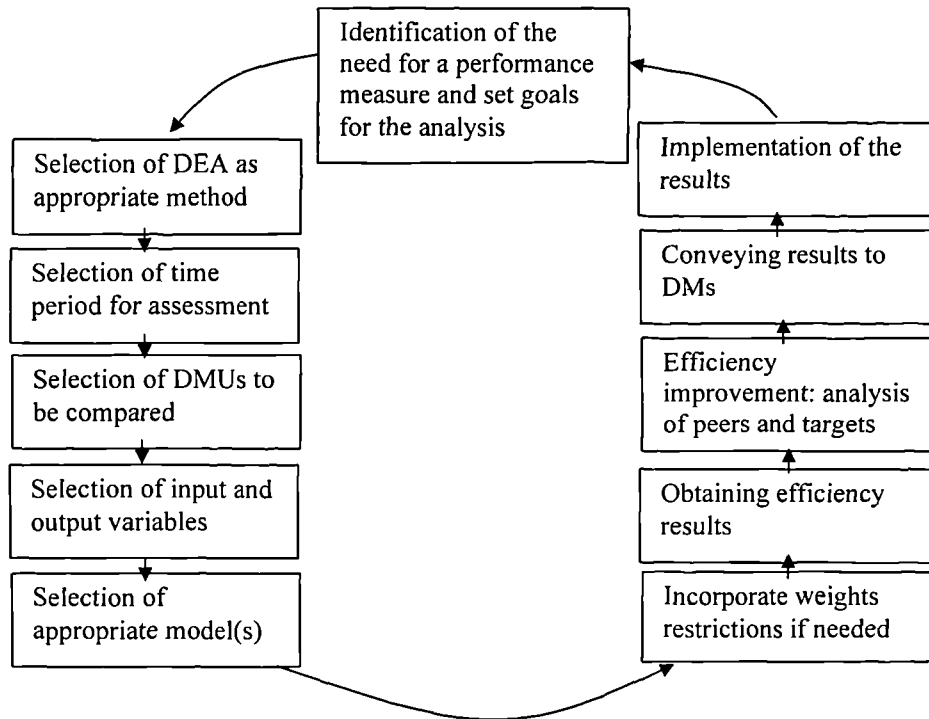 Identification of the
need for a performance
measure and set goals
for the analysis
Selection of DEA as
appropriate method
Selection of time
period for assessment
Selection of DMUs to
be compared
Selection of input and
output variables
Selection of
appropriate model(s)
Incorporate weights
restrictions if needed
Obtaining efficiency
results
Efficiency
improvement: analysis
of peers and targets
Conveying results to
DMs
Implementation of the
results